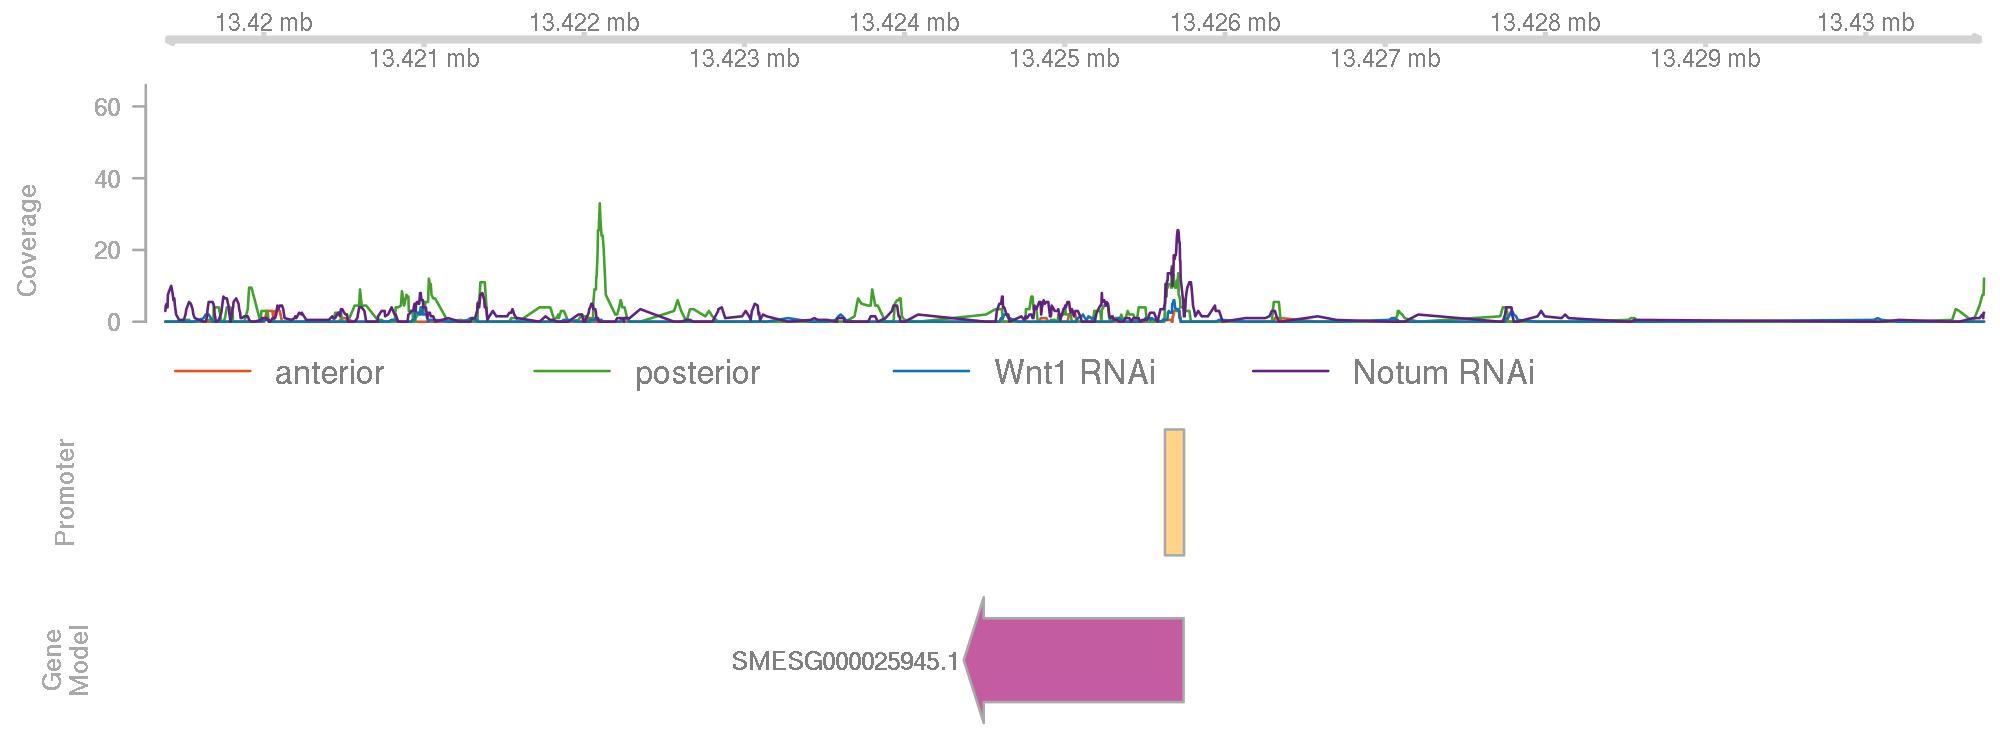 13.42 mb 13.422 mb 13.424 mb 13.426 mb 13.428 mb 13.43 mb
13.421 mb 13.423 mb 13.425 mb 13.427 mb 13.429 mb
60
40
20
0
Coverage
anterior posterior Wnt1 RNAi Notum RNAi
Promoter
SMESG000025945.1
Gene
Model